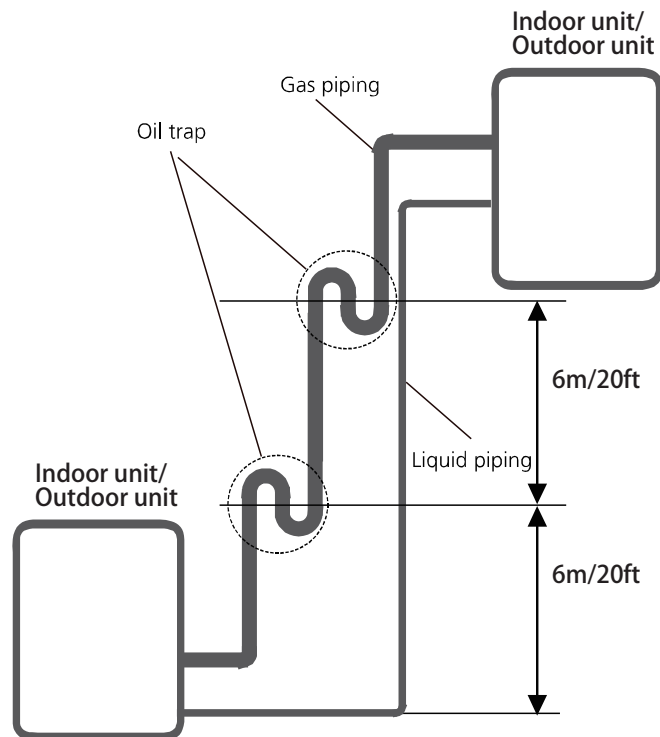 Indoor unit/
Outdoor unit
Gas piping
Oil trap
6m/20ft
Liquid piping
Indoor unit/
Outdoor unit
6m/20ft